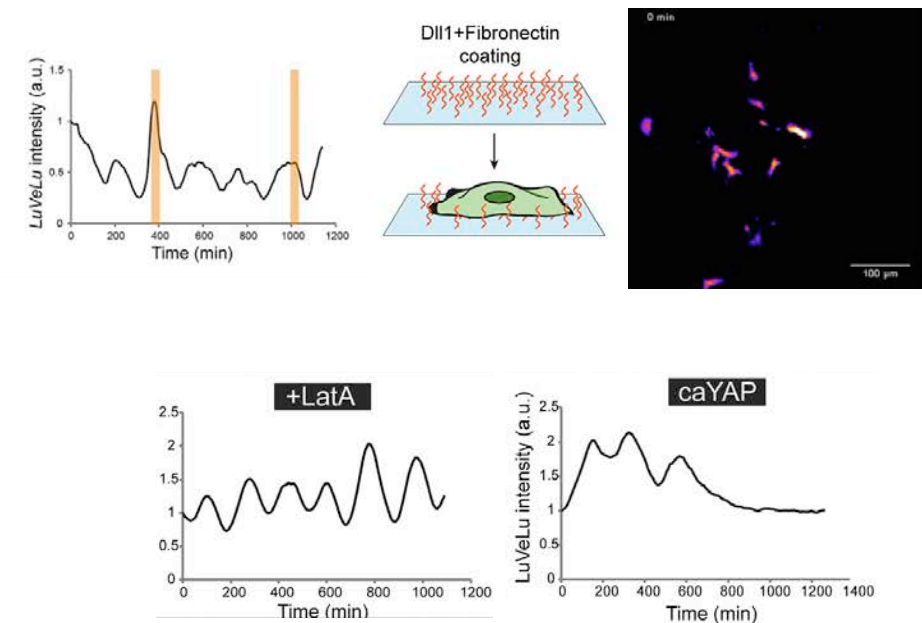 LuVeLu intensity (a.u.)
1.5
1
0.5
0
0 200 400 600 800 1000 1200
Time (min)
Dll1+Fibronectin
coating
0 min
100 µm
+LatA
2.5
2
1.5
1
0.5
0
0 200 400 600 800 1000 1200
Time (min)
caYAP
LuVeLu intensity (a.u.)
2.5
2
1.5
1
0.5
0
0 200 400 600 800 1000 1200 1400
Time (min)